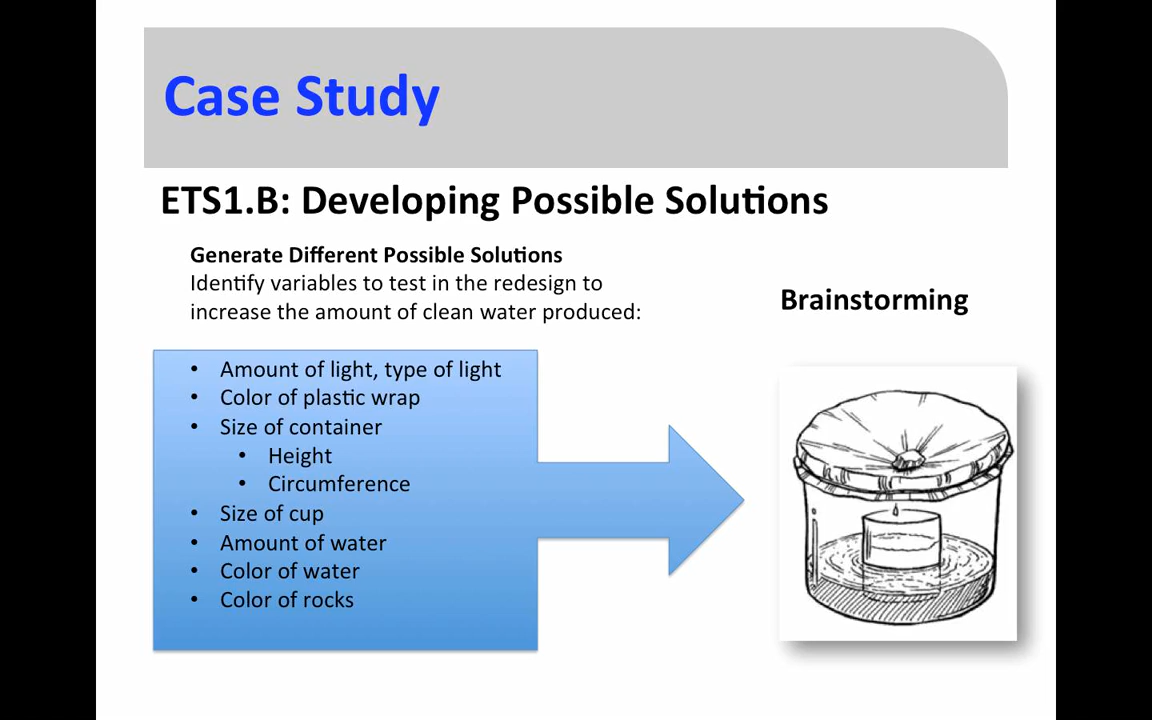 Case Study
ETS1.B: Developing Possible Solutions
Generate Different Possible Solutions
Identify variables to test in the redesign to
increase the amount of clean water produced:
Brainstorming
• Amount of light, type of light
• Color of plastic wrap
• Size of container
• Height
• Circumference
• Size of cup
• Amount of water
• Color of water
• Color of rocks